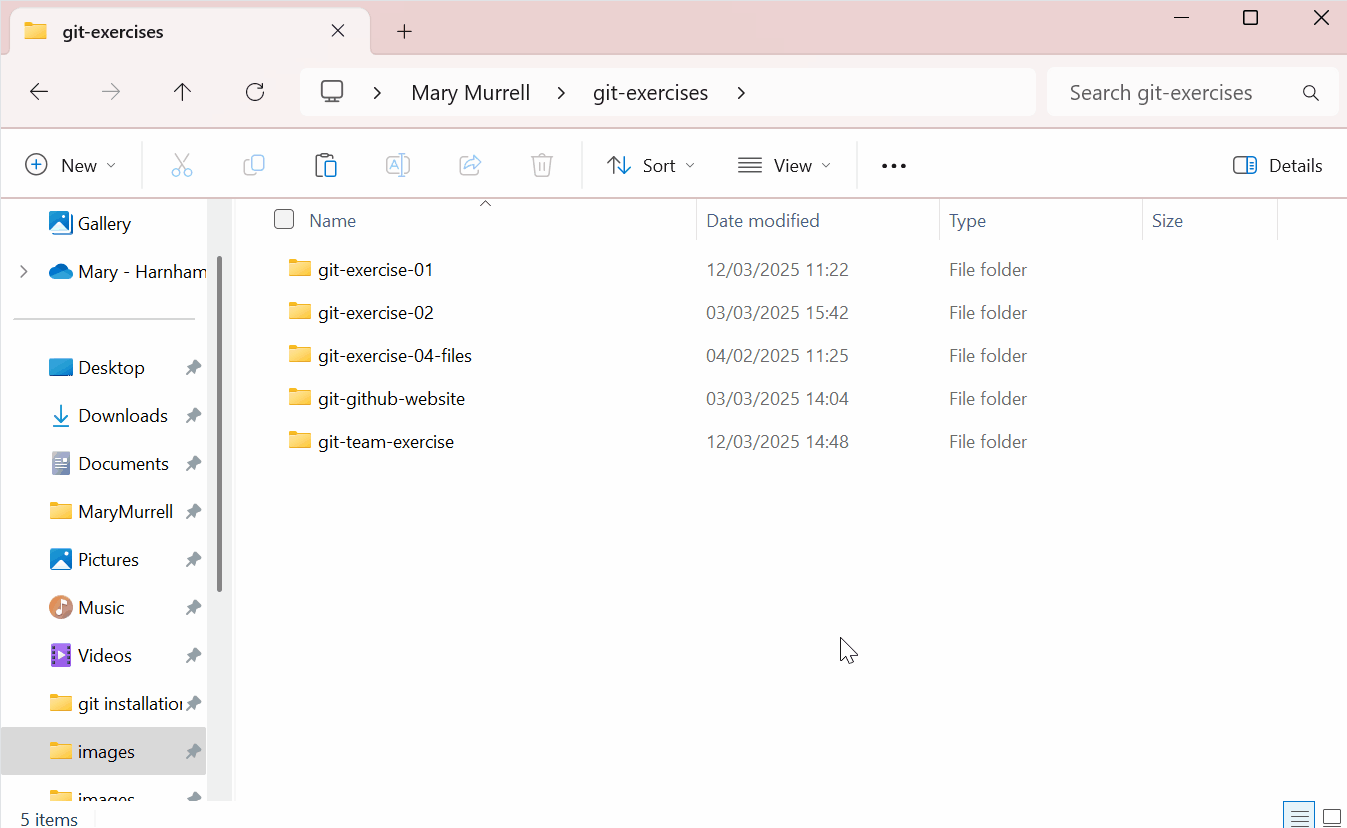 git-exercises
Mary Murrell git-exercises
Search git-exercises
New
Sort
View
Details
Gallery
Mary - Harnham
Desktop
Downloads
Documents
MaryMurrell
Pictures
Music
Videos
git installation
images
images
Name Date modified Type Size
git-exercise-01 12/03/2025 11:22 File folder
git-exercise-02 03/03/2025 15:42 File folder
git-exercise-04-files 04/02/2025 11:25 File folder
git-github-website 03/03/2025 14:04 File folder
git-team-exercise 12/03/2025 14:48 File folder
5 items